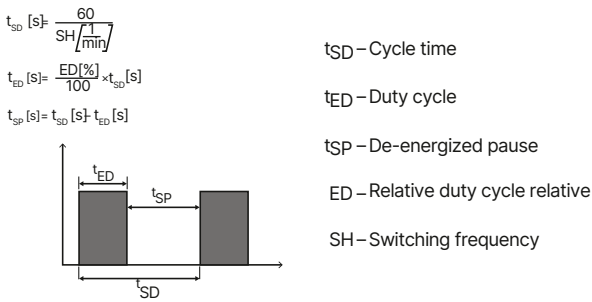 t_SD [s]= 60 / SH[1/min]
t_ED [s]= ED[%] / 100 ×t_SD[s]
t_SP [s]= t_SD [s]- t_ED [s]
t_ED
t_SP
t_SD
t_SD – Cycle time
t_ED – Duty cycle
t_SP – De-energized pause
ED – Relative duty cycle relative
SH – Switching frequency